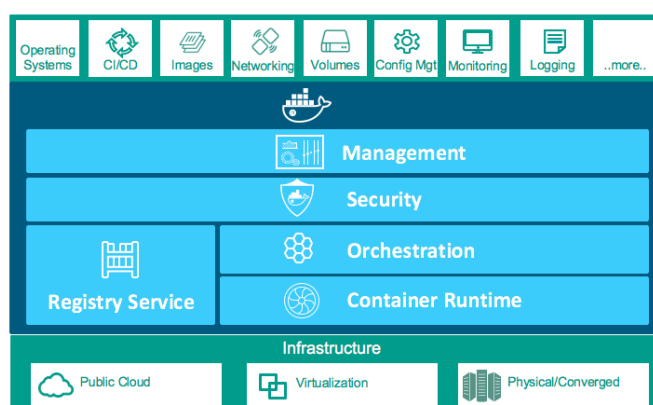 Operating
Systems
CI/CD
Images
Networking
Volumes
Config Mgt
Monitoring
Logging
..more..
Management
Security
Orchestration
Registry Service
Container Runtime
Infrastructure
Public Cloud
Virtualization
Physical/Converged